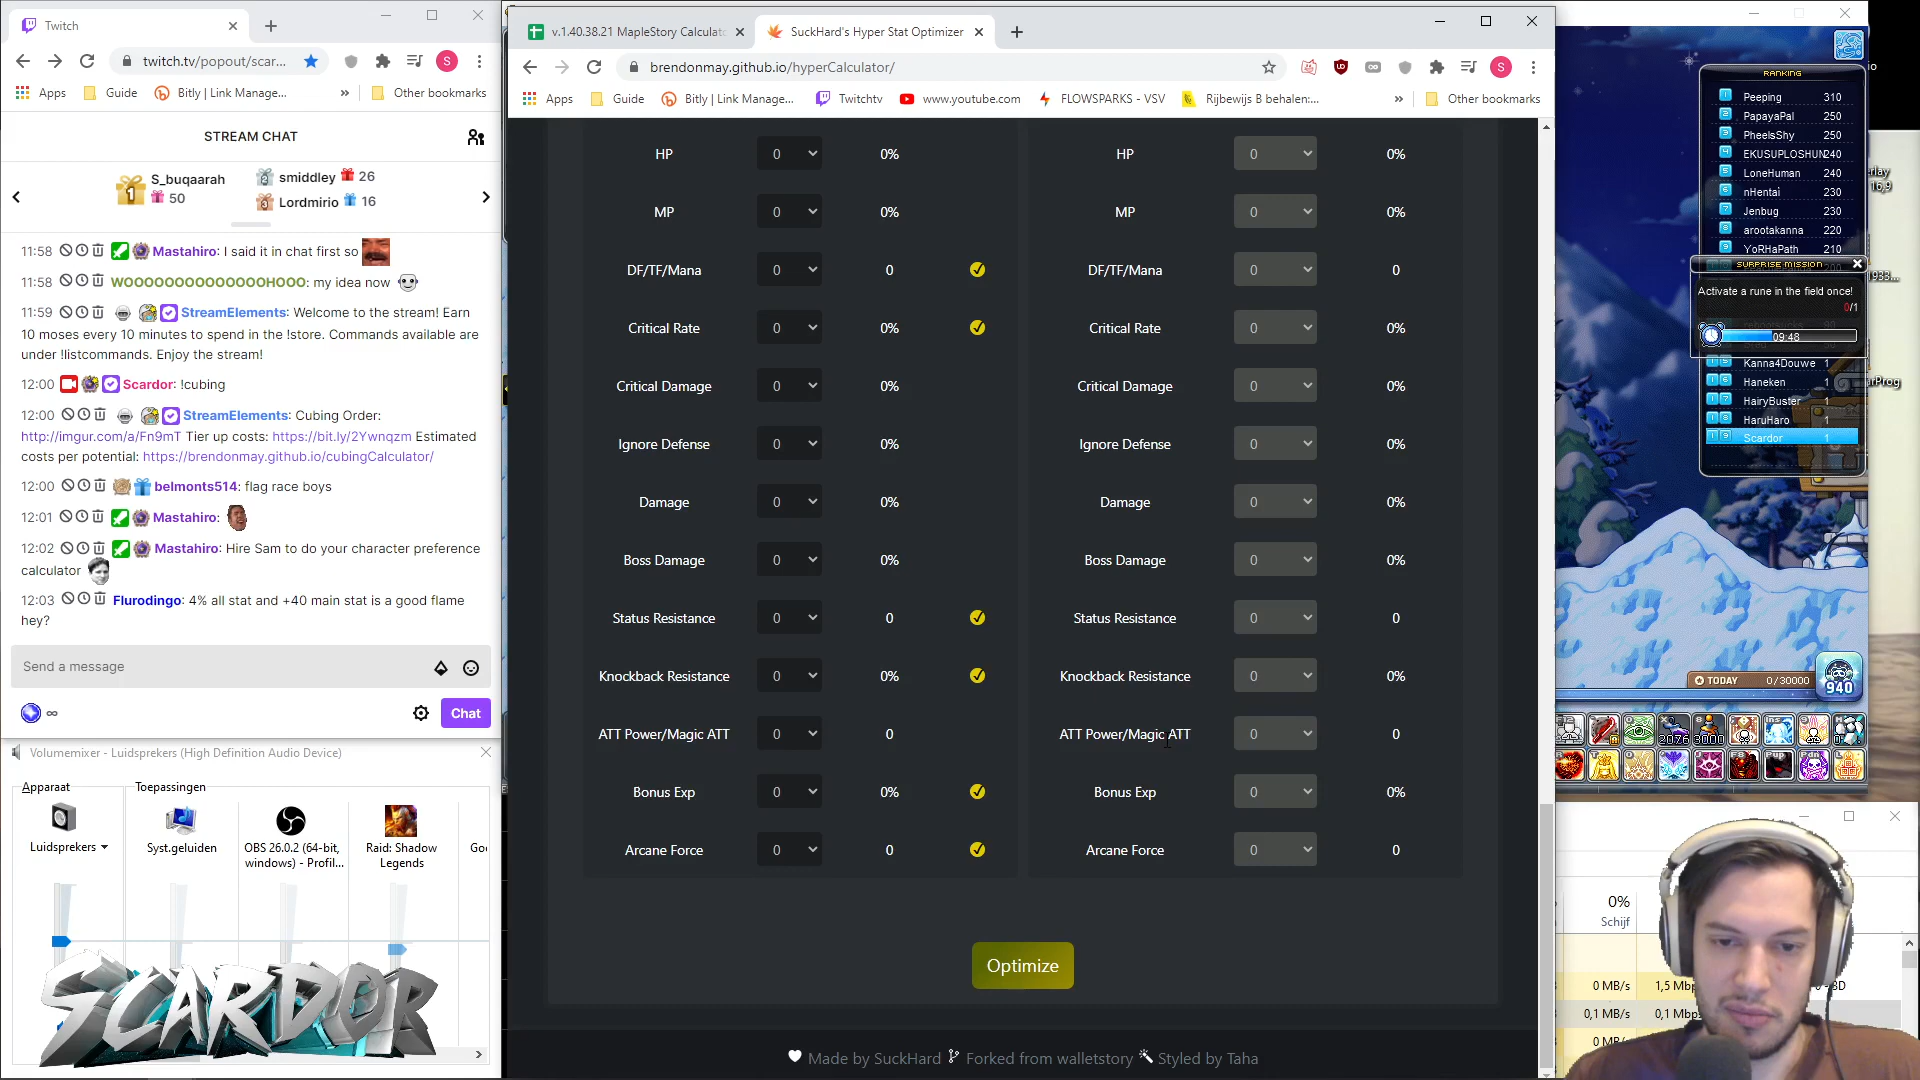 Twitch
twitch.tv/popout/scar...
Apps
Guide
Bitly | Link Manage...
»
Other bookmarks
STREAM CHAT
1
S_buqaarah
50
2
smiddley
26
3
Lordmirio
16
11:58 Mastahiro: I said it in chat first so
11:58 WOOOOOOOOOOOOOOHOOO: my idea now
11:59 StreamElements: Welcome to the stream! Earn
10 moses every 10 minutes to spend in the !store. Commands available are
under !listcommands. Enjoy the stream!
12:00 Scardor: !cubing
12:00 StreamElements: Cubing Order:
http://imgur.com/a/Fn9mT Tier up costs: https://bit.ly/2Ywnqzm Estimated
costs per potential: https://brendonmay.github.io/cubingCalculator/
12:00 belmonts514: flag race boys
12:01 Mastahiro:
12:02 Mastahiro: Hire Sam to do your character preference
calculator
12:03 Flurodingo: 4% all stat and +40 main stat is a good flame
hey?
Send a message
∞
Chat
Volumemixer - Luidsprekers (High Definition Audio Device)
Apparaat
Toepassingen
Luidsprekers
Syst.geluiden
OBS 26.0.2 (64-bit,
windows) - Profil...
Raid: Shadow
Legends
Go
SCARDOR
v.1.40.38.21 MapleStory Calculat
SuckHard's Hyper Stat Optimizer
brendonmay.github.io/hyperCalculator/
S
Apps
Guide
Bitly | Link Manage...
Twitchtv
www.youtube.com
FLOWSPARKS - VSV
Rijbewijs B behalen:...
»
Other bookmarks
HP 0 0% HP 0 0%
MP 0 0% MP 0 0%
DF/TF/Mana 0 0 DF/TF/Mana 0 0
Critical Rate 0 0% Critical Rate 0 0%
Critical Damage 0 0% Critical Damage 0 0%
Ignore Defense 0 0% Ignore Defense 0 0%
Damage 0 0% Damage 0 0%
Boss Damage 0 0% Boss Damage 0 0%
Status Resistance 0 0 Status Resistance 0 0
Knockback Resistance 0 0% Knockback Resistance 0 0%
ATT Power/Magic ATT 0 0 ATT Power/Magic ATT 0 0
Bonus Exp 0 0% Bonus Exp 0 0%
Arcane Force 0 0 Arcane Force 0 0
Optimize
Made by SuckHard Forked from walletstory Styled by Taha
RANKING
Peeping 310
PapayaPal 250
PheelsShy 250
EKUSUPLOSHUN240
LoneHuman 240
nHentai 230
Jenbug 230
arootakanna 220
YoRHaPath 210
SURPRISE MISSION
Activate a rune in the field once!
0/1
09:48
Kanna4Douwe 1
Haneken 1
HairyBuster 1
HaruHaro 1
Scardor 1
TODAY 0/30000
940
2076
3000
0%
Schijf
0 MB/s
1,5 Mbp
0,1 MB/s
0,1 Mbp
0 MB/